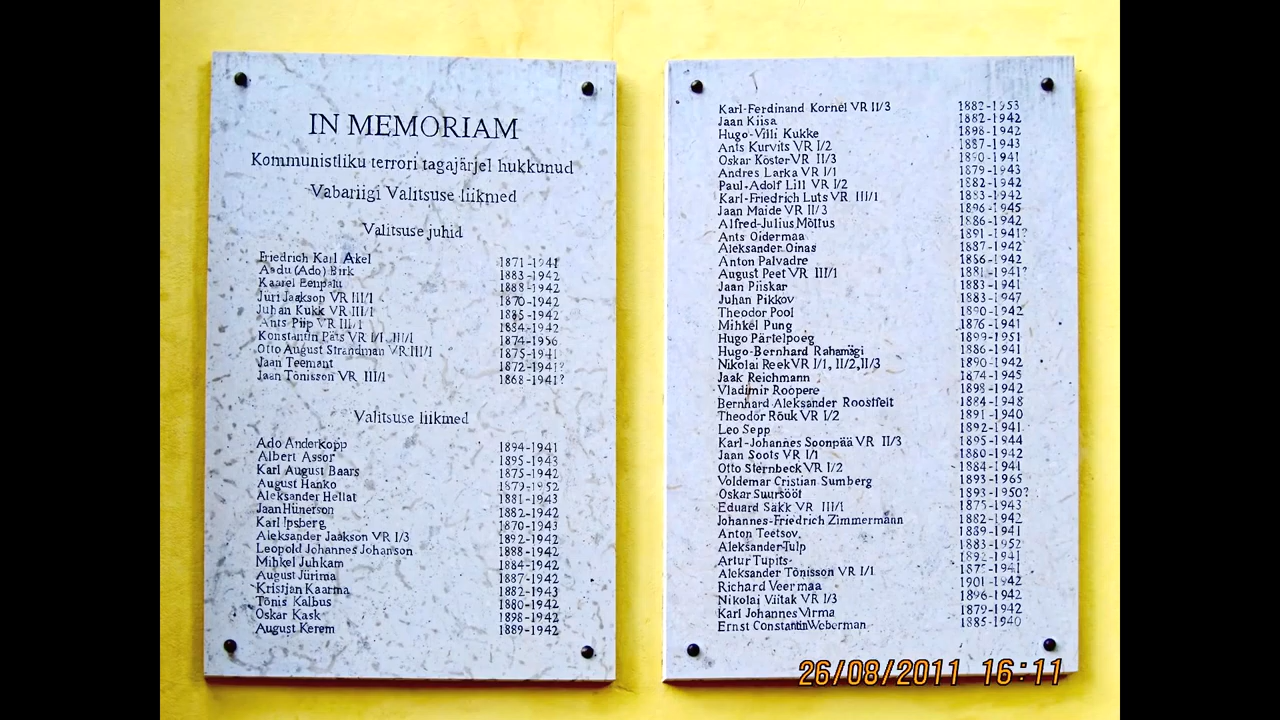 IN MEMORIAM
Kommunistliku terrori tagajärjel hukkunud
Vabariigi Valitsuse liikmed
Valitsuse juhid
Friedrich Karl Akel 1871-1941
Aadu (Ado) Birk 1883-1942
Kaarel Eenpalu 1888-1942
Jüri Jaakson VR III/1 1870-1942
Juhan Kukk VR III/1 1885-1942
Ants Piip VR III/1 1884-1942
Konstantin Päts VR I/1, III/1 1874-1956
Otto August Strandman VR III/1 1875-1941
Jaan Teemant 1872-1941?
Jaan Tõnisson VR III/1 1868-1941?
Valitsuse liikmed
Ado Anderkopp 1894-1941
Albert Assor 1895-1943
Karl August Baars 1875-1942
August Hanko 1879-1952
Aleksander Hellat 1881-1943
Jaan Hünerson 1882-1942
Karl Ipsberg 1870-1943
Aleksander Jaakson VR I/3 1892-1942
Leopold Johannes Johanson 1888-1942
Mihkel Juhkam 1884-1942
August Jürima 1887-1942
Kristjan Kaarma 1882-1943
Tõnis Kalbus 1880-1942
Oskar Kask 1898-1942
August Kerem 1889-1942
Karl-Ferdinand Kornel VR II/3 1882-1953
Jaan Kiisa 1882-1942
Hugo-Villi Kukke 1898-1942
Ants Kurvits VR I/2 1887-1943
Oskar Köster VR II/3 1890-1941
Andres Larka VR I/1 1879-1943
Paul-Adolf Lill VR I/2 1882-1942
Karl-Friedrich Luts VR III/1 1883-1942
Jaan Maide VR II/3 1896-1945
Alfred-Julius Mõttus 1886-1942
Ants Oidermaa 1891-1941?
Aleksander Oinas 1887-1942
Anton Palvadre 1886-1942
August Peet VR III/1 1881-1941?
Jaan Piiskar 1883-1941
Juhan Pikkov 1883-1947
Theodor Pool 1890-1942
Mihkel Pung 1876-1941
Hugo Pärtelpoeg 1899-1951
Hugo-Bernhard Rahamägi 1886-1941
Nikolai Reek VR I/1, II/2, II/3 1890-1942
Jaak Reichmann 1874-1945
Vladimir Roopere 1898-1942
Bernhard Aleksander Roostfelt 1884-1948
Theodor Rõuk VR I/2 1891-1940
Leo Sepp 1892-1941
Karl-Johannes Soonpää VR II/3 1895-1944
Jaan Soots VR I/1 1880-1942
Otto Sternbeck VR I/2 1884-1941
Voldemar Cristian Sumberg 1893-1965
Oskar Suursööt 1893-1950?
Eduard Säkk VR III/1 1875-1943
Johannes-Friedrich Zimmermann 1882-1942
Anton Teetsov 1889-1941
Aleksander Tulp 1883-1952
Artur Tupits 1892-1941
Aleksander Tõnisson VR I/1 1875-1941
Richard Veermaa 1901-1942
Nikolai Viitak VR I/3 1896-1942
Karl Johannes Virma 1879-1942
Ernst Constantin Weberman 1885-1940
26/08/2011 16:11